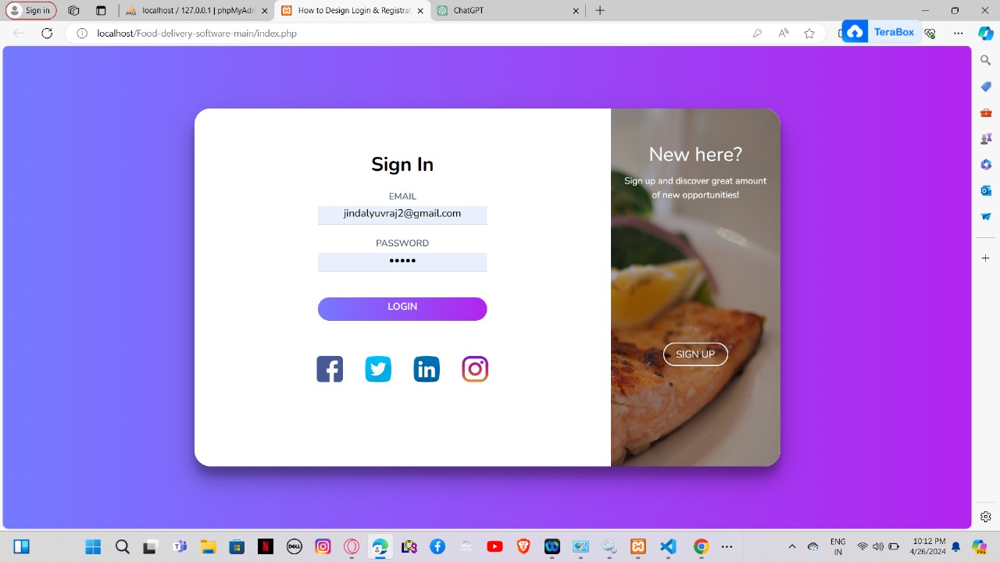 Sign in
localhost / 127.0.0.1 | phpMyAdm
How to Design Login & Registrat
ChatGPT
localhost/Food-delivery-software-main/index.php
TeraBox
Sign In
EMAIL
jindalyuvraj2@gmail.com
PASSWORD
•••••
LOGIN
New here?
Sign up and discover great amount
of new opportunities!
SIGN UP
ENG
IN
10:22 PM
4/26/2024